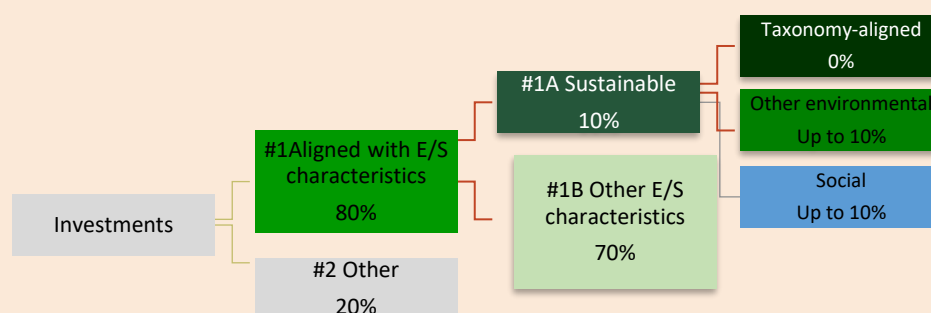 Taxonomy-aligned
0%
#1A Sustainable
10%
Other environmental
Up to 10%
#1Aligned with E/S
characteristics
80%
#1B Other E/S
characteristics
70%
Social
Up to 10%
Investments
#2 Other
20%